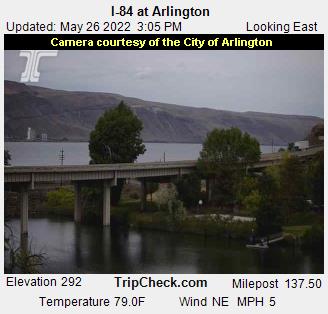 I-84 at Arlington
Updated: May 26 2022 3:05 PM Looking East
Camera courtesy of the City of Arlington
Elevation 292 TripCheck.com Milepost 137.50
Temperature 79.0F Wind NE MPH 5